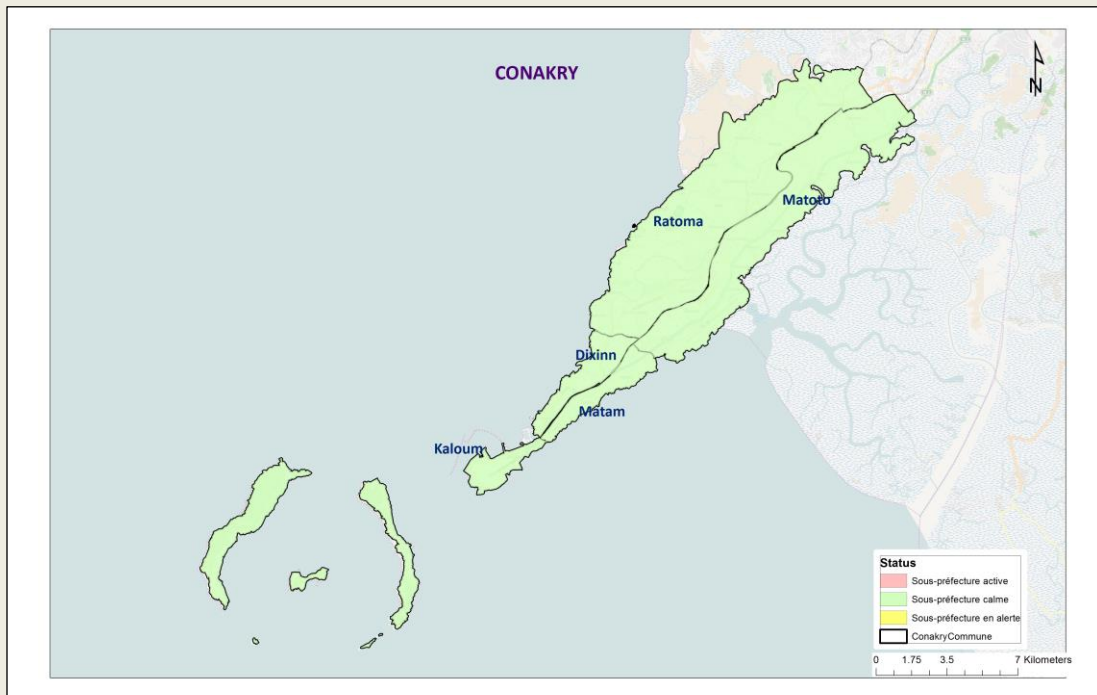 CONAKRY
N
Matoto
Ratoma
Dixinn
Matam
Kaloum
Status
Sous-préfecture active
Sous-préfecture calme
Sous-préfecture en alerte
ConakryCommune
0 1.75 3.5 7 Kilometers